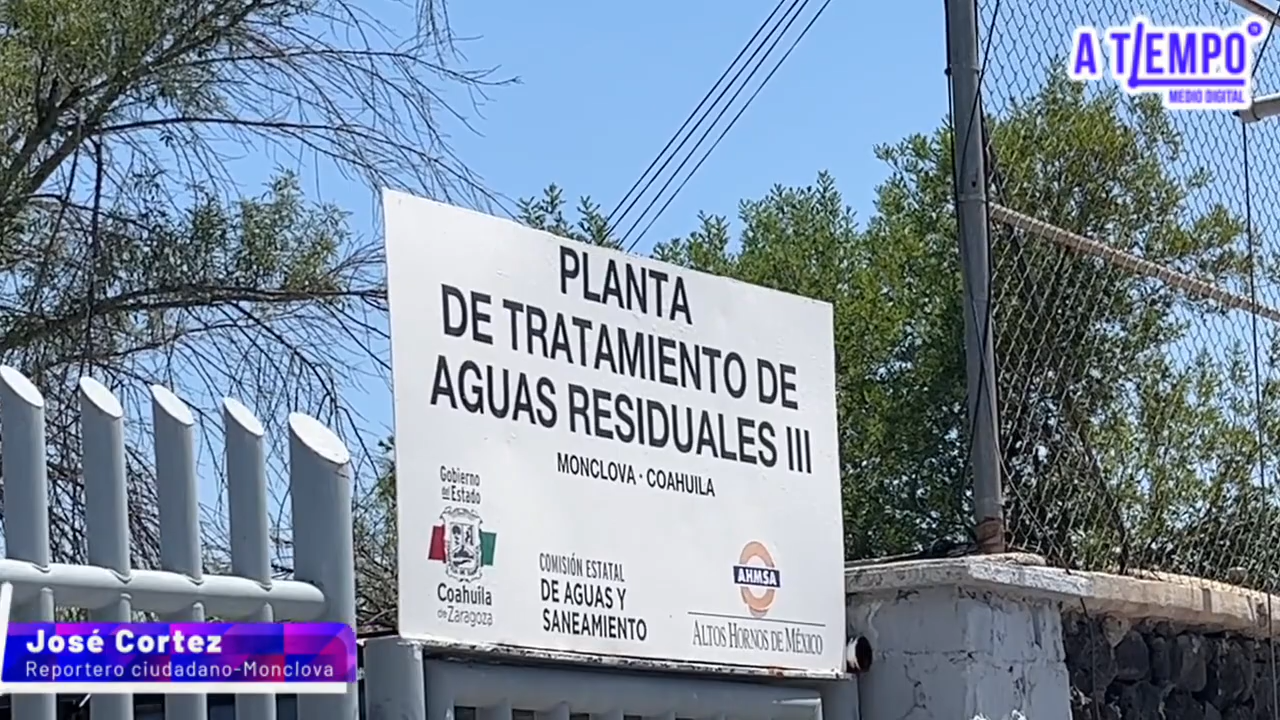 A TIEMPO
MEDIO DIGITAL
PLANTA
DE TRATAMIENTO DE
AGUAS RESIDUALES III
MONCLOVA · COAHUILA
Gobierno
del Estado
Coahuila
de Zaragoza
COMISIÓN ESTATAL
DE AGUAS Y
SANEAMIENTO
AHMSA
ALTOS HORNOS DE MÉXICO
José Cortez
Reportero ciudadano-Monclova